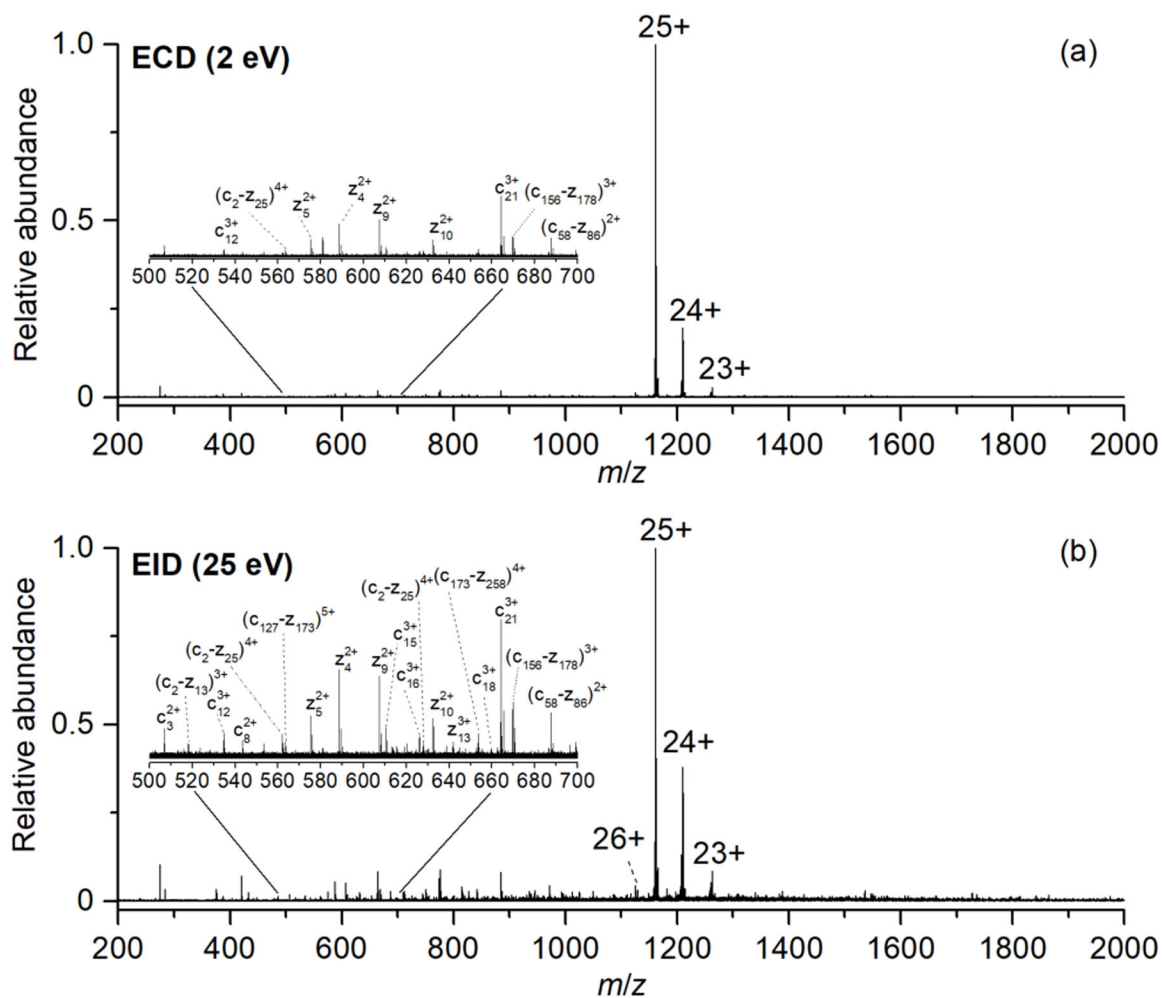 25+
1.0
ECD (2 eV)
(a)
Relative abundance
(c₂-z₂₅)⁴⁺
z₅²⁺
z₄²⁺
z₉²⁺
c₂₁³⁺
(c₁₅₆-z₁₇₈)³⁺
c₁₂³⁺
z₁₀²⁺
(c₅₈-z₈₆)²⁺
0.5
500 520 540 560 580 600 620 640 660 680 700
24+
23+
0
200 400 600 800 1000 1200 1400 1600 1800 2000
m/z
25+
1.0
EID (25 eV)
(b)
Relative abundance
(c₂-z₂₅)⁴⁺
(c₁₇₃-z₂₅₈)⁴⁺
(c₁₂₇-z₁₇₃)⁵⁺
c₂₁³⁺
(c₂-z₂₅)⁴⁺
z₄²⁺
z₉²⁺
c₁₅³⁺
(c₁₅₆-z₁₇₈)³⁺
(c₂-z₁₃)³⁺
c₁₆³⁺
c₁₈³⁺
c₁₂³⁺
(c₅₈-z₈₆)²⁺
c₃²⁺
c₈²⁺
z₅²⁺
z₁₀²⁺
z₁₃³⁺
0.5
500 520 540 560 580 600 620 640 660 680 700
24+
26+
23+
0
200 400 600 800 1000 1200 1400 1600 1800 2000
m/z